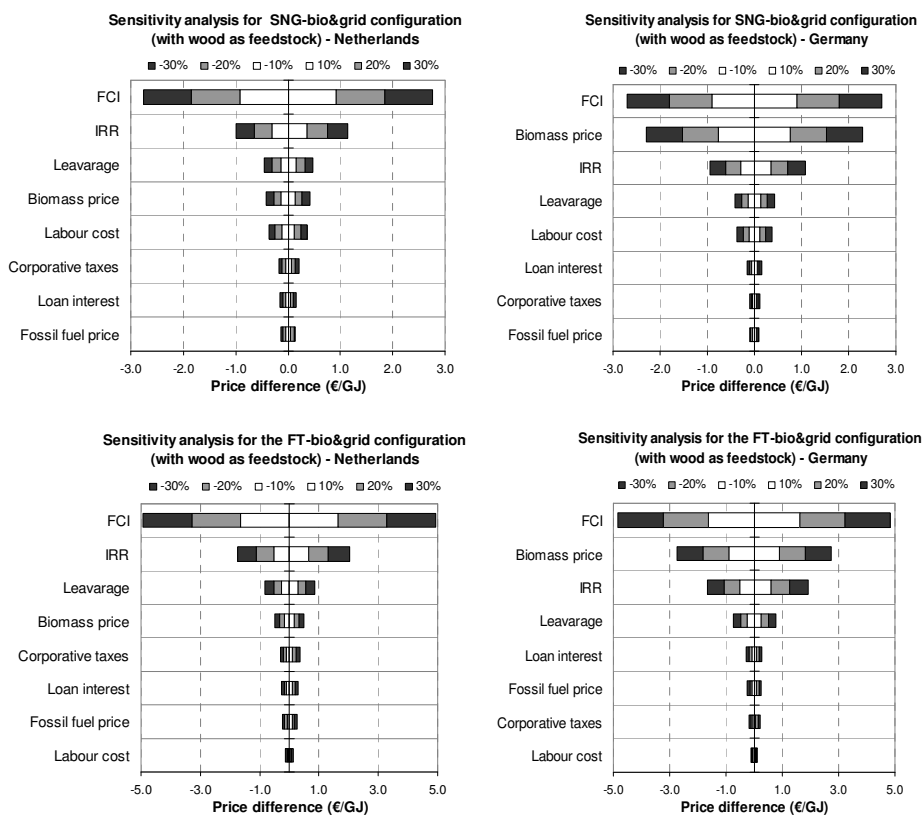 Sensitivity analysis for SNG-bio&grid configuration
(with wood as feedstock) - Netherlands
-30% -20% -10% 10% 20% 30%
FCI
IRR
Leavarage
Biomass price
Labour cost
Corporative taxes
Loan interest
Fossil fuel price
-3.0 -2.0 -1.0 0.0 1.0 2.0 3.0
Price difference (€/GJ)
Sensitivity analysis for SNG-bio&grid configuration
(with wood as feedstock) - Germany
-30% -20% -10% 10% 20% 30%
FCI
Biomass price
IRR
Leavarage
Labour cost
Loan interest
Corporative taxes
Fossil fuel price
-3.0 -2.0 -1.0 0.0 1.0 2.0 3.0
Price difference (€/GJ)
Sensitivity analysis for the FT-bio&grid configuration
(with wood as feedstock) - Netherlands
-30% -20% -10% 10% 20% 30%
FCI
IRR
Leavarage
Biomass price
Corporative taxes
Loan interest
Fossil fuel price
Labour cost
-5.0 -3.0 -1.0 1.0 3.0 5.0
Price difference (€/GJ)
Sensitivity analysis for the FT-bio&grid configuration
(with wood as feedstock) - Germany
-30% -20% -10% 10% 20% 30%
FCI
Biomass price
IRR
Leavarage
Loan interest
Fossil fuel price
Corporative taxes
Labour cost
-5.0 -3.0 -1.0 1.0 3.0 5.0
Price difference (€/GJ)